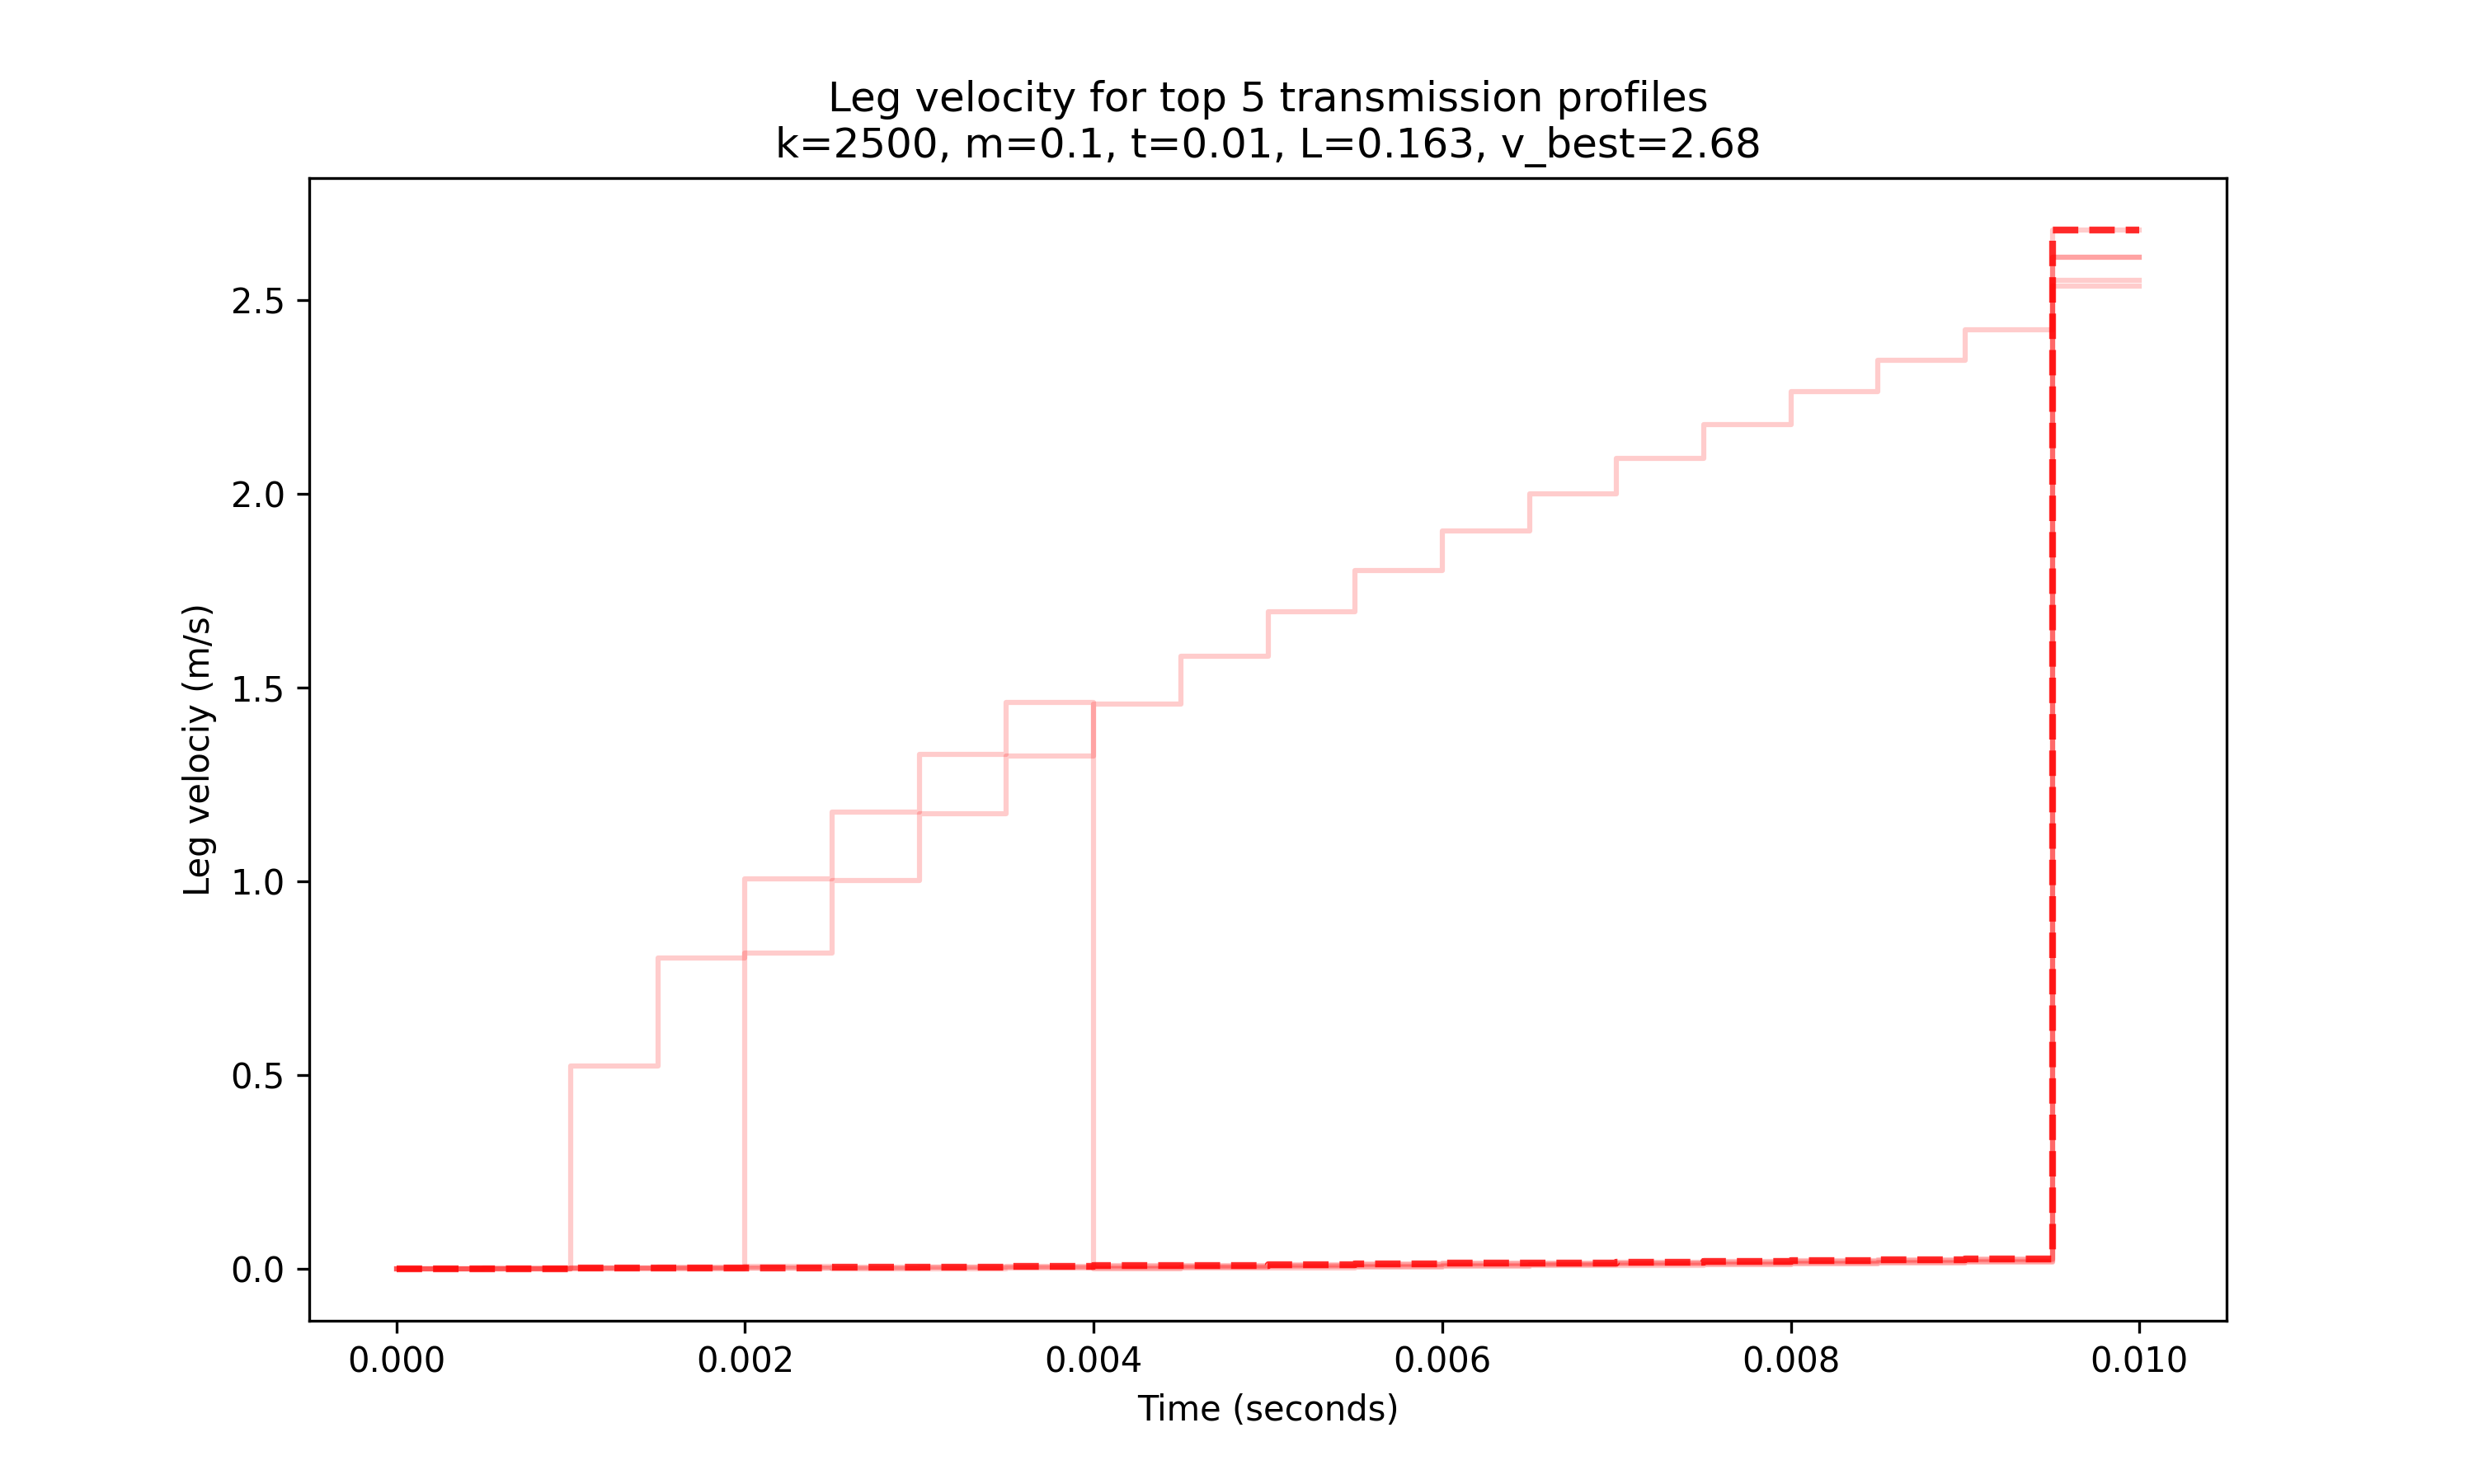 Leg velocity for top 5 transmission profiles
k=2500, m=0.1, t=0.01, L=0.163, v_best=2.68
Leg velociy (m/s)
2.5
2.0
1.5
1.0
0.5
0.0
0.000 0.002 0.004 0.006 0.008 0.010
Time (seconds)